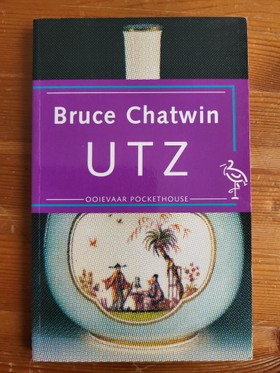 Bruce Chatwin
UTZ
OOIEVAAR POCKETHOUSE